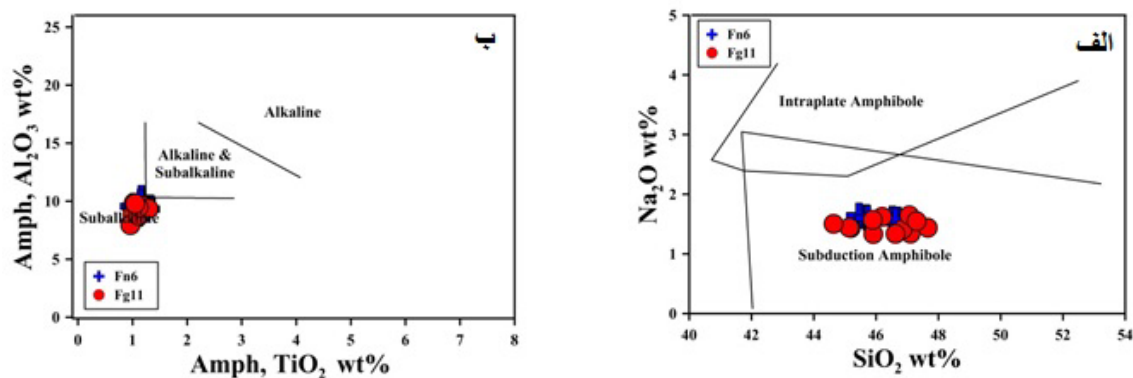 25
20
15
10
5
0
Amph, Al₂O₃ wt%
ب
Alkaline
Alkaline &
Subalkaline
Subalkaline
Fn6
Fg11
0 1 2 3 4 5 6 7 8
Amph, TiO₂ wt%
5
4
3
2
1
0
Na₂O wt%
Fn6
Fg11
الف
Intraplate Amphibole
Subduction Amphibole
40 42 44 46 48 50 52 54
SiO₂ wt%